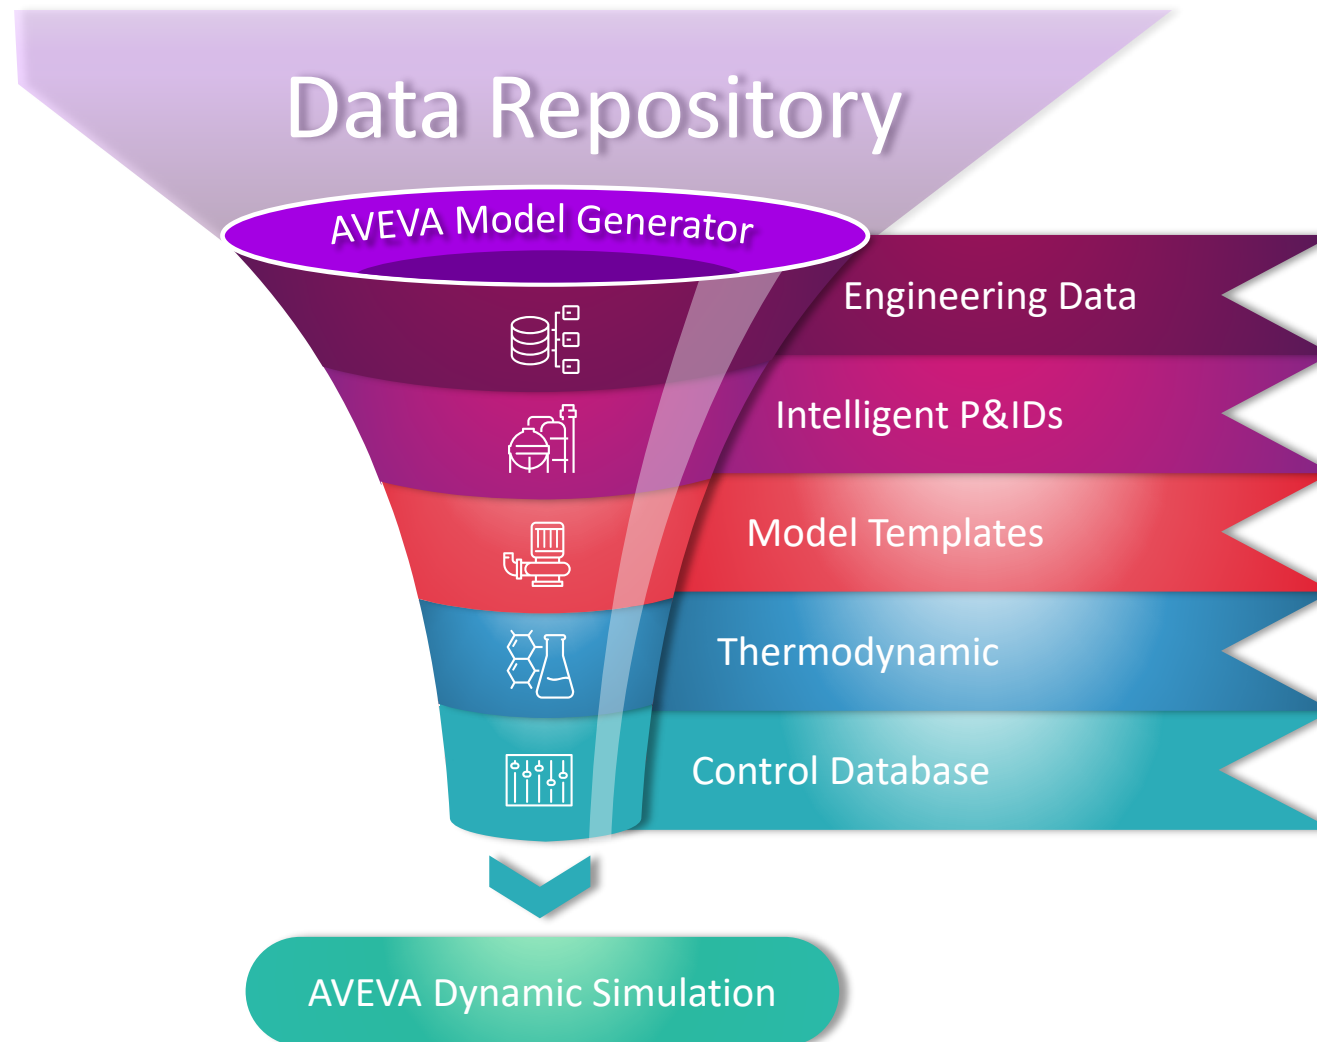 Data Repository
AVEVA Model Generator
Engineering Data
Intelligent P&IDs
Model Templates
Thermodynamic
Control Database
AVEVA Dynamic Simulation